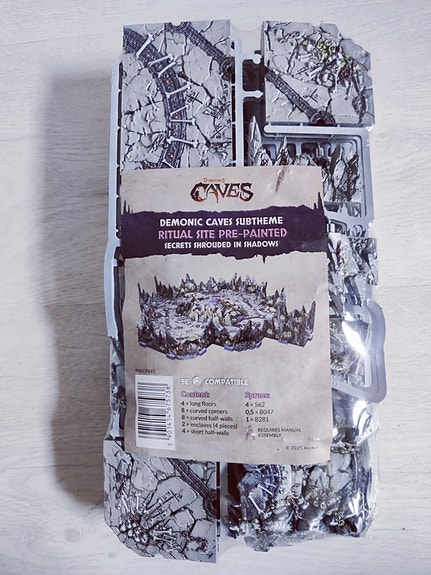 CAVES
DEMONIC CAVES SUBTHEME
RITUAL SITE PRE-PAINTED
SECRETS SHROUDED IN SHADOWS
5E COMPATIBLE
Contents:
4 × long floors
8 × curved corners
8 × curved half-walls
2 × enclaves (4 pieces)
4 × short half-walls
Sprues:
4 × S62
0,5 × B047
1 × B281
REQUIRES MANUAL
ASSEMBLY
© 2025